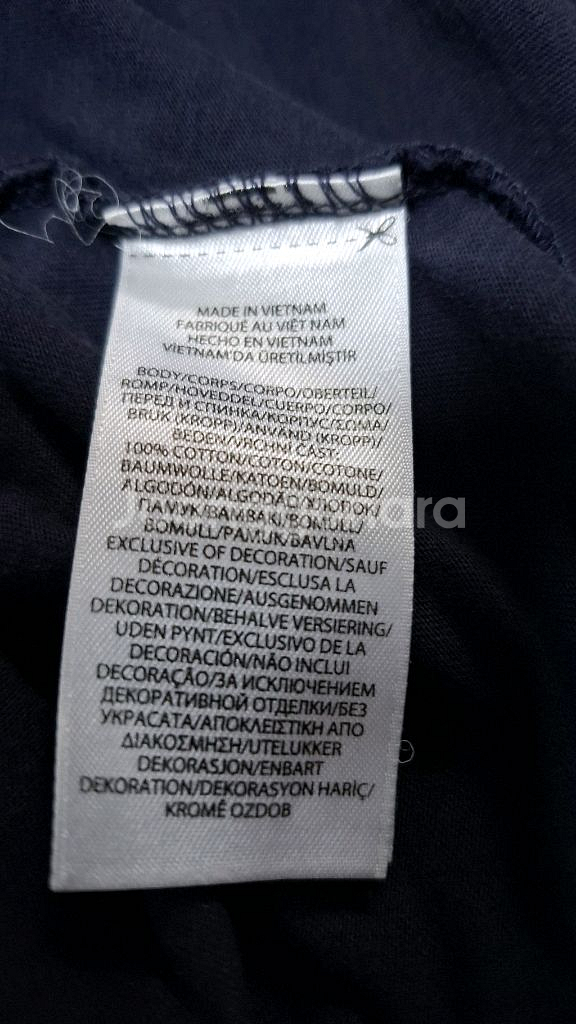 MADE IN VIETNAM
FABRIQUÉ AU VIÊT NAM
HECHO EN VIETNAM
VIETNAM'DA ÜRETİLMİŞTİR
BODY/CORPS/CORPO/OBERTEIL/
ROMP/HOVEDDEL/CUERPO/CORPO/
ПЕРЕД И СПИНКА/КОРПУС/ΣΩΜΑ/
BRUK (KROPP)/ANVÄND (KROPP)/
BEDEN/VRCHNÍ ČÁST:
100% COTTON/COTON/COTONE/
BAUMWOLLE/KATOEN/BOMULD/
ALGODÓN/ALGODÃO ХЛОПОК/
ПАМУК/ΒΑΜΒΑΚΙ/BOMULL/
BOMULL/PAMUK/BAVLNA
EXCLUSIVE OF DECORATION/SAUF
DÉCORATION/ESCLUSA LA
DECORAZIONE/AUSGENOMMEN
DEKORATION/BEHALVE VERSIERING/
UDEN PYNT/EXCLUSIVO DE LA
DECORACIÓN/NÃO INCLUI
DECORAÇÃO/ЗА ИСКЛЮЧЕНИЕМ
ДЕКОРАТИВНОЙ ОТДЕЛКИ/БЕЗ
УКРАСАТА/ΑΠΟΚΛΕΙΣΤΙΚΗ ΑΠΟ
ΔΙΑΚΟΣΜΗΣΗ/UTELUKKER
DEKORASJON/ENBART
DEKORATION/DEKORASYON HARİÇ/
KROMĚ OZDOB